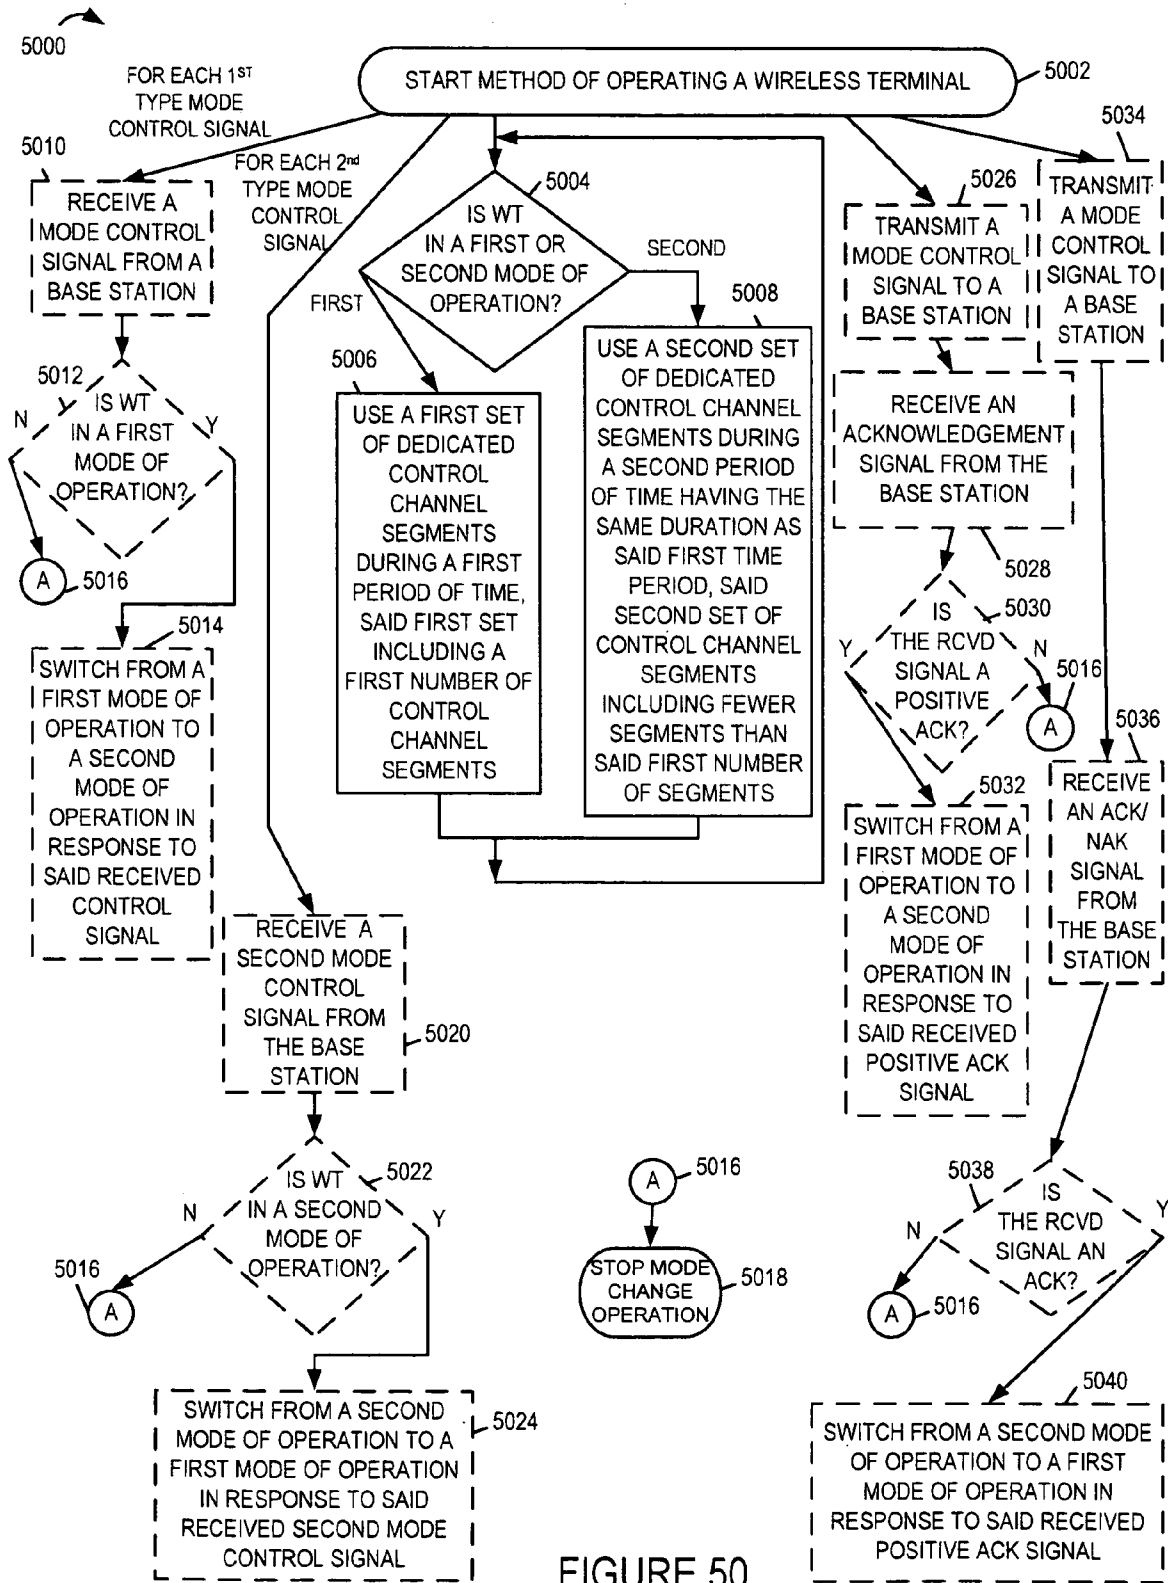 5000
START METHOD OF OPERATING A WIRELESS TERMINAL
5002
FOR EACH 1ST
TYPE MODE
CONTROL SIGNAL
5010
RECEIVE A
MODE CONTROL
SIGNAL FROM A
BASE STATION
5012
IS WT
IN A FIRST
MODE OF
OPERATION?
N
Y
A
5016
5014
SWITCH FROM A
FIRST MODE OF
OPERATION TO
A SECOND
MODE OF
OPERATION IN
RESPONSE TO
SAID RECEIVED
CONTROL
SIGNAL
FOR EACH 2nd
TYPE MODE
CONTROL
SIGNAL
5004
IS WT
IN A FIRST OR
SECOND MODE OF
OPERATION?
FIRST
SECOND
5006
USE A FIRST SET
OF DEDICATED
CONTROL
CHANNEL
SEGMENTS
DURING A FIRST
PERIOD OF TIME,
SAID FIRST SET
INCLUDING A
FIRST NUMBER OF
CONTROL
CHANNEL
SEGMENTS
5008
USE A SECOND SET
OF DEDICATED
CONTROL CHANNEL
SEGMENTS DURING
A SECOND PERIOD
OF TIME HAVING THE
SAME DURATION AS
SAID FIRST TIME
PERIOD, SAID
SECOND SET OF
CONTROL CHANNEL
SEGMENTS
INCLUDING FEWER
SEGMENTS THAN
SAID FIRST NUMBER
OF SEGMENTS
5026
TRANSMIT A
MODE CONTROL
SIGNAL TO A
BASE STATION
RECEIVE AN
ACKNOWLEDGEMENT
SIGNAL FROM THE
BASE STATION
5028
5030
IS
THE RCVD
SIGNAL A
POSITIVE
ACK?
Y
N
5016
A
5032
SWITCH FROM A
FIRST MODE OF
OPERATION TO
A SECOND
MODE OF
OPERATION IN
RESPONSE TO
SAID RECEIVED
POSITIVE ACK
SIGNAL
5034
TRANSMIT
A MODE
CONTROL
SIGNAL TO
A BASE
STATION
5036
RECEIVE
AN ACK/
NAK
SIGNAL
FROM
THE BASE
STATION
RECEIVE A
SECOND MODE
CONTROL
SIGNAL FROM
THE BASE
STATION
5020
5022
IS WT
IN A SECOND
MODE OF
OPERATION?
N
Y
5016
A
SWITCH FROM A SECOND
MODE OF OPERATION TO A
FIRST MODE OF OPERATION
IN RESPONSE TO SAID
RECEIVED SECOND MODE
CONTROL SIGNAL
5024
A
5016
STOP MODE
CHANGE
OPERATION
5018
5038
IS
THE RCVD
SIGNAL AN
ACK?
N
Y
A
5016
5040
SWITCH FROM A SECOND MODE
OF OPERATION TO A FIRST
MODE OF OPERATION IN
RESPONSE TO SAID RECEIVED
POSITIVE ACK SIGNAL
FIGURE 50